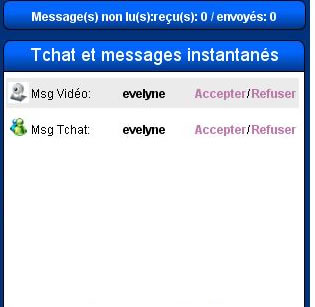 Message(s) non lu(s):reçu(s): 0 / envoyés: 0
Tchat et messages instantanés
Msg Vidéo: evelyne Accepter/Refuser
Msg Tchat: evelyne Accepter/Refuser